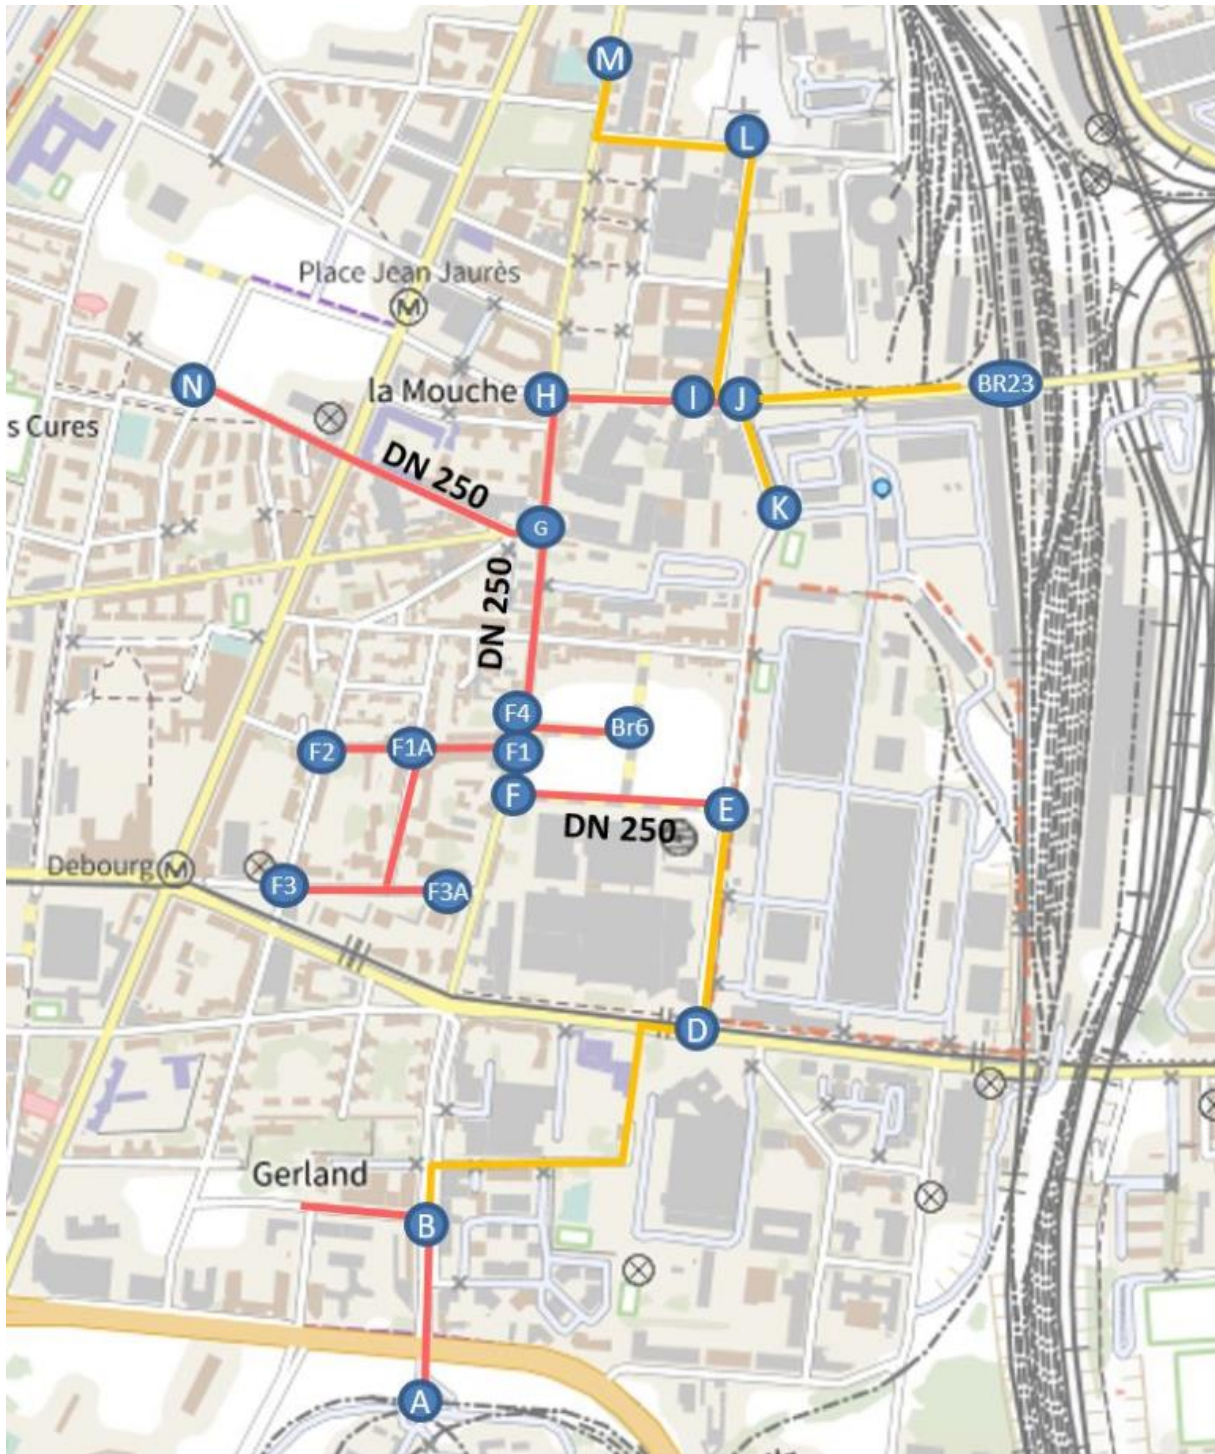 M
L
Place Jean Jaurès
M
N
la Mouche
H
I
J
BR23
s Cures
DN 250
K
G
DN 250
F4
Br6
F2
F1A
F1
F
E
DN 250
Debourg
M
F3
F3A
D
Gerland
B
A